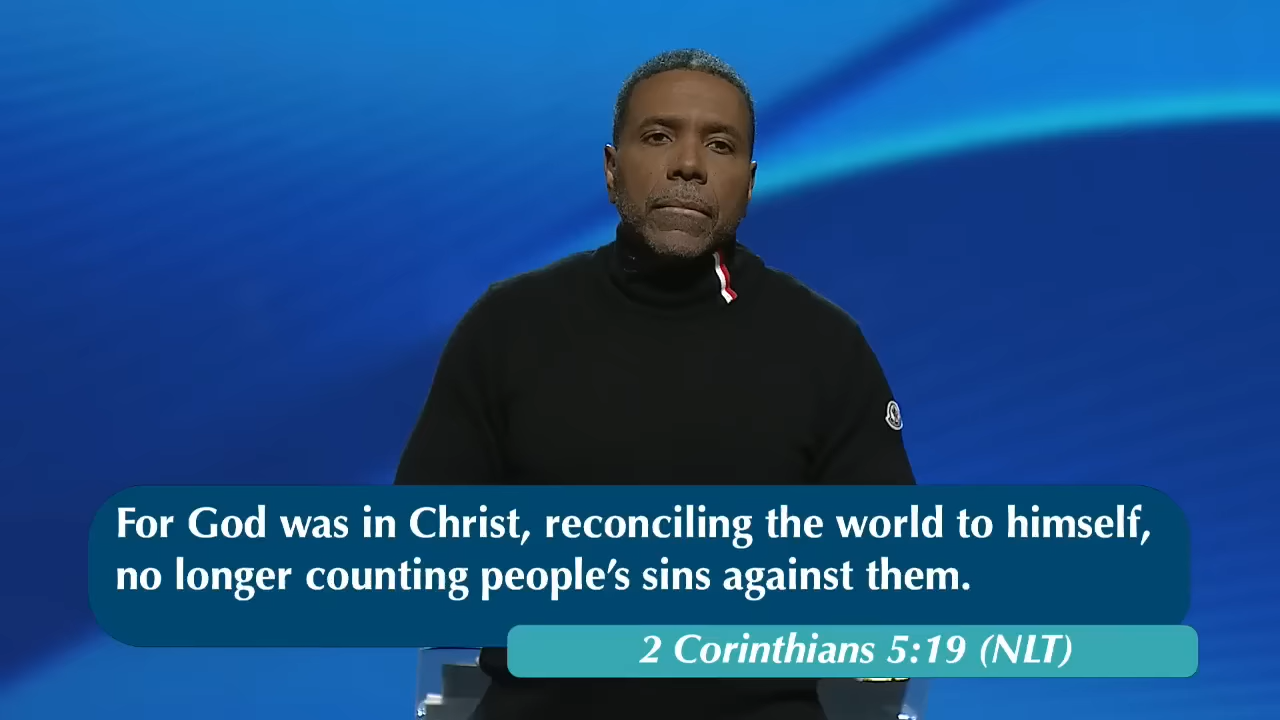 For God was in Christ, reconciling the world to himself,
no longer counting people's sins against them.
2 Corinthians 5:19 (NLT)